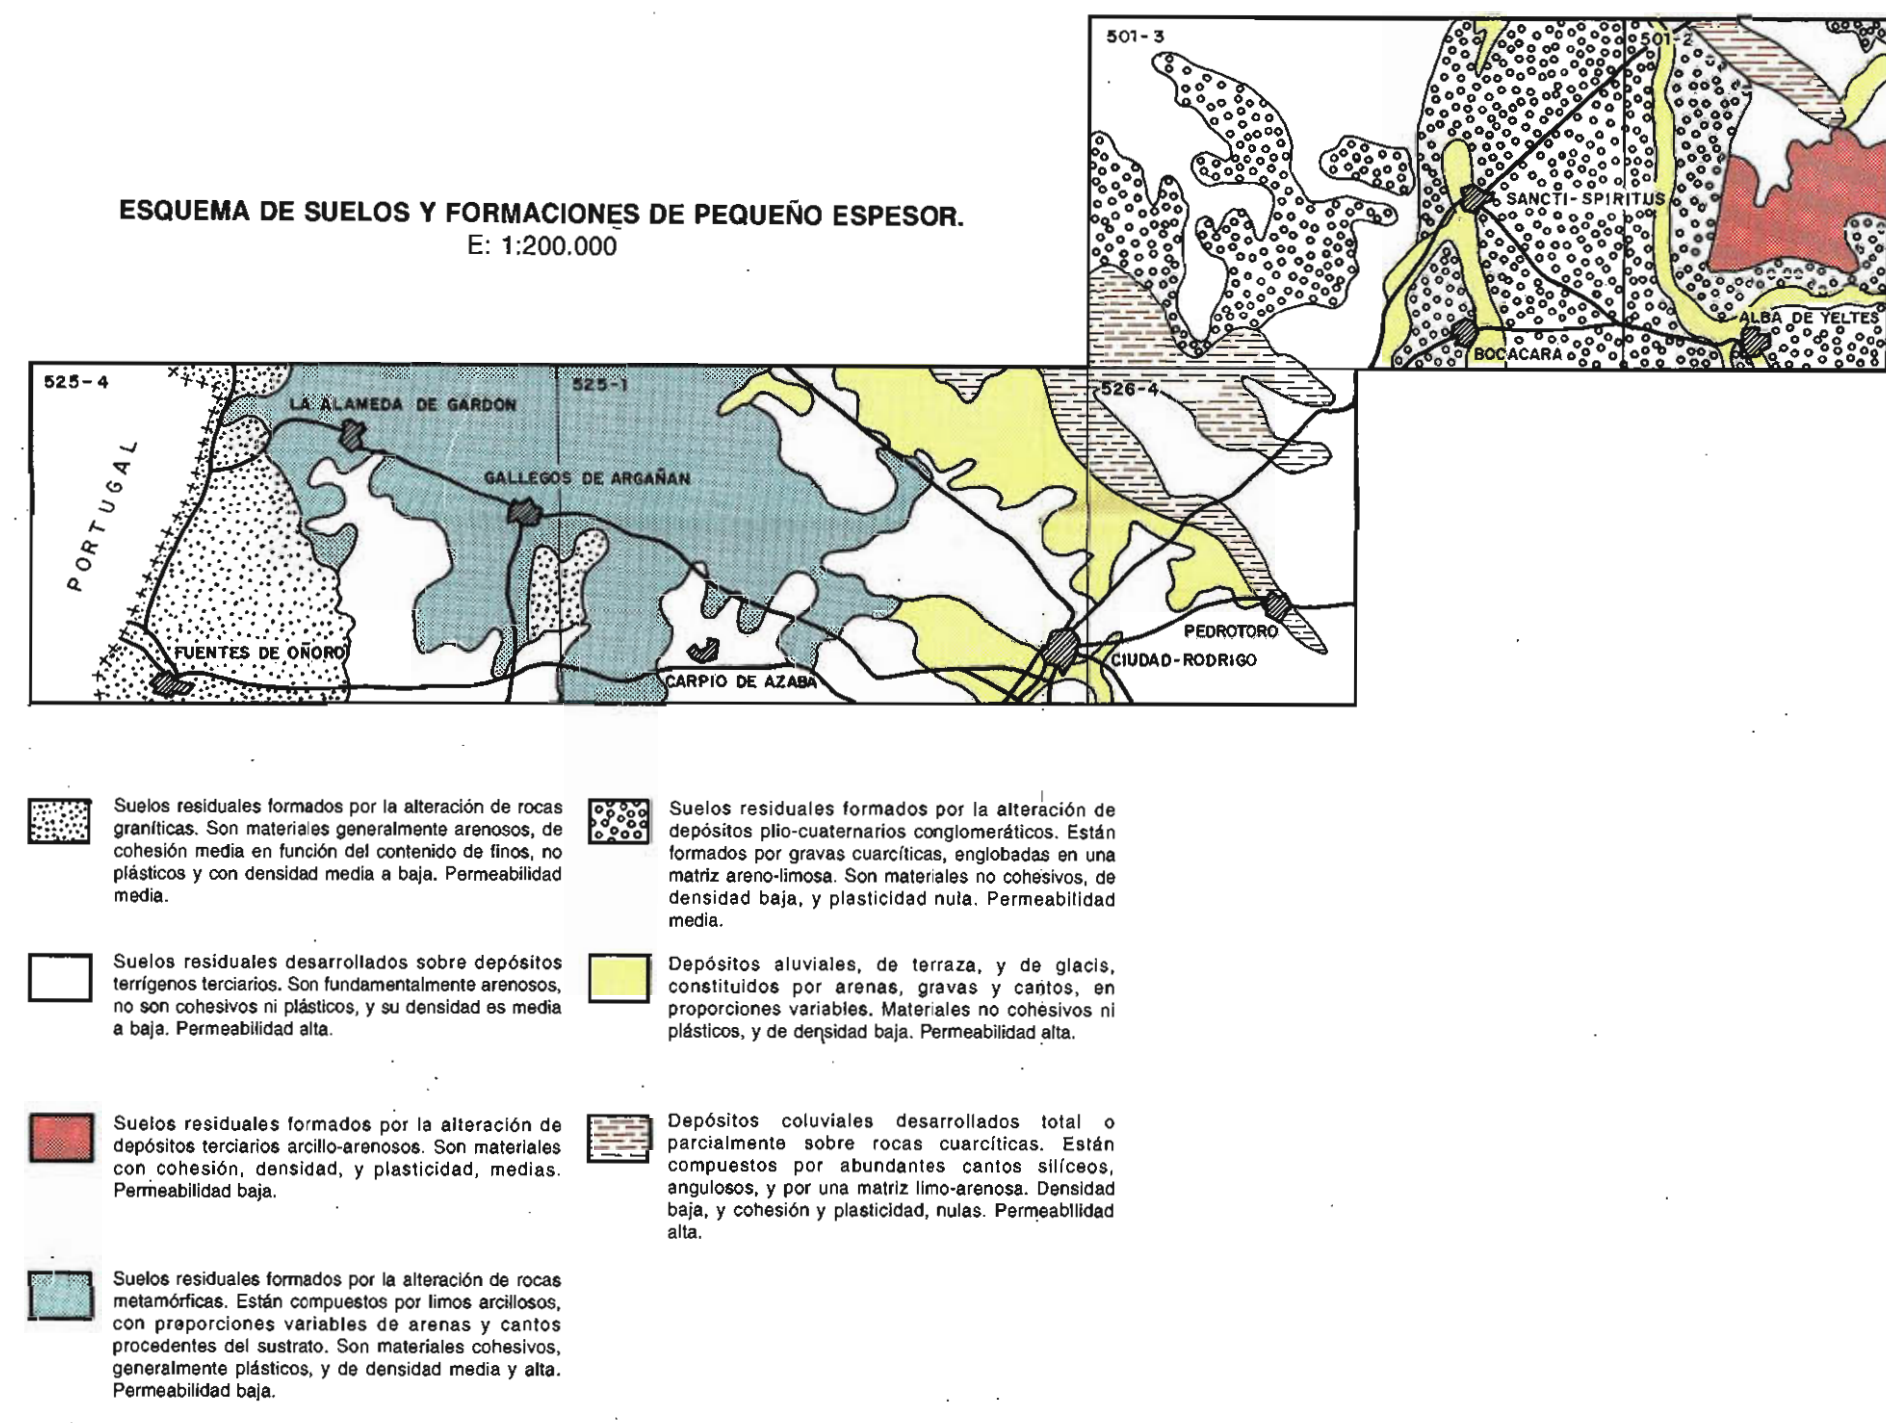 ESQUEMA DE SUELOS Y FORMACIONES DE PEQUEÑO ESPESOR.
E: 1:200.000
501-3
501-2
SANCTI-SPIRITUS
ALBA DE YELTES
BOCACARA
525-4
525-1
526-4
LA ALAMEDA DE GARDON
GALLEGOS DE ARGAÑAN
PORTUGAL
FUENTES DE OÑORO
CARPIO DE AZABA
PEDROTORO
CIUDAD-RODRIGO
Suelos residuales formados por la alteración de rocas
graníticas. Son materiales generalmente arenosos, de
cohesión media en función del contenido de finos, no
plásticos y con densidad media a baja. Permeabilidad
media.
Suelos residuales desarrollados sobre depósitos
terrígenos terciarios. Son fundamentalmente arenosos,
no son cohesivos ni plásticos, y su densidad es media
a baja. Permeabilidad alta.
Suelos residuales formados por la alteración de
depósitos terciarios arcillo-arenosos. Son materiales
con cohesión, densidad, y plasticidad, medias.
Permeabilidad baja.
Suelos residuales formados por la alteración de rocas
metamórficas. Están compuestos por limos arcillosos,
con proporciones variables de arenas y cantos
procedentes del sustrato. Son materiales cohesivos,
generalmente plásticos, y de densidad media y alta.
Permeabilidad baja.
Suelos residuales formados por la alteración de
depósitos plio-cuaternarios conglomeráticos. Están
formados por gravas cuarcíticas, englobadas en una
matriz areno-limosa. Son materiales no cohesivos, de
densidad baja, y plasticidad nula. Permeabilidad
media.
Depósitos aluviales, de terraza, y de glacis,
constituidos por arenas, gravas y cantos, en
proporciones variables. Materiales no cohesivos ni
plásticos, y de densidad baja. Permeabilidad alta.
Depósitos coluviales desarrollados total o
parcialmente sobre rocas cuarcíticas. Están
compuestos por abundantes cantos silíceos,
angulosos, y por una matriz limo-arenosa. Densidad
baja, y cohesión y plasticidad, nulas. Permeabilidad
alta.